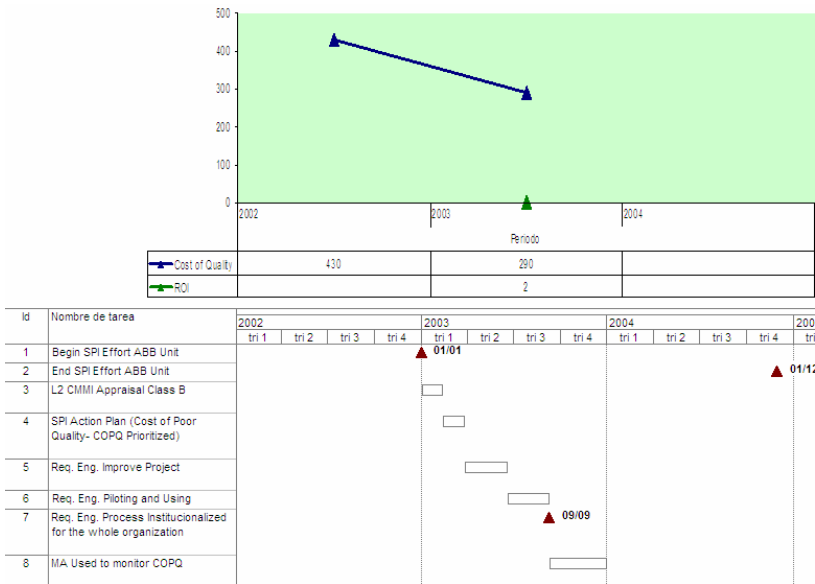 500
400
300
200
100
0
2002 2003 2004
Periodo
Cost of Quality 430 290
ROI 2
Id Nombre de tarea 2002 2003 2004 200
tri 1 tri 2 tri 3 tri 4 tri 1 tri 2 tri 3 tri 4 tri 1 tri 2 tri 3 tri 4 tri
1 Begin SPI Effort ABB Unit 01/01
2 End SPI Effort ABB Unit 01/12
3 L2 CMMI Appraisal Class B
4 SPI Action Plan (Cost of Poor
Quality- COPQ Prioritized)
5 Req. Eng. Improve Project
6 Req. Eng. Piloting and Using
7 Req. Eng. Process Institucionalized 09/09
for the whole organization
8 MA Used to monitor COPQ